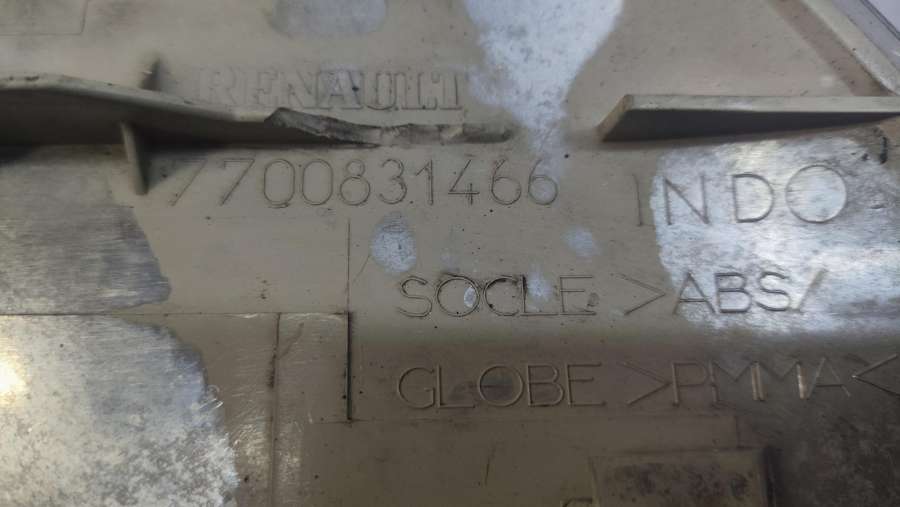 RENAULT
7700831466 INDO
SOCLE >ABS/
GLOBE >PMMA<